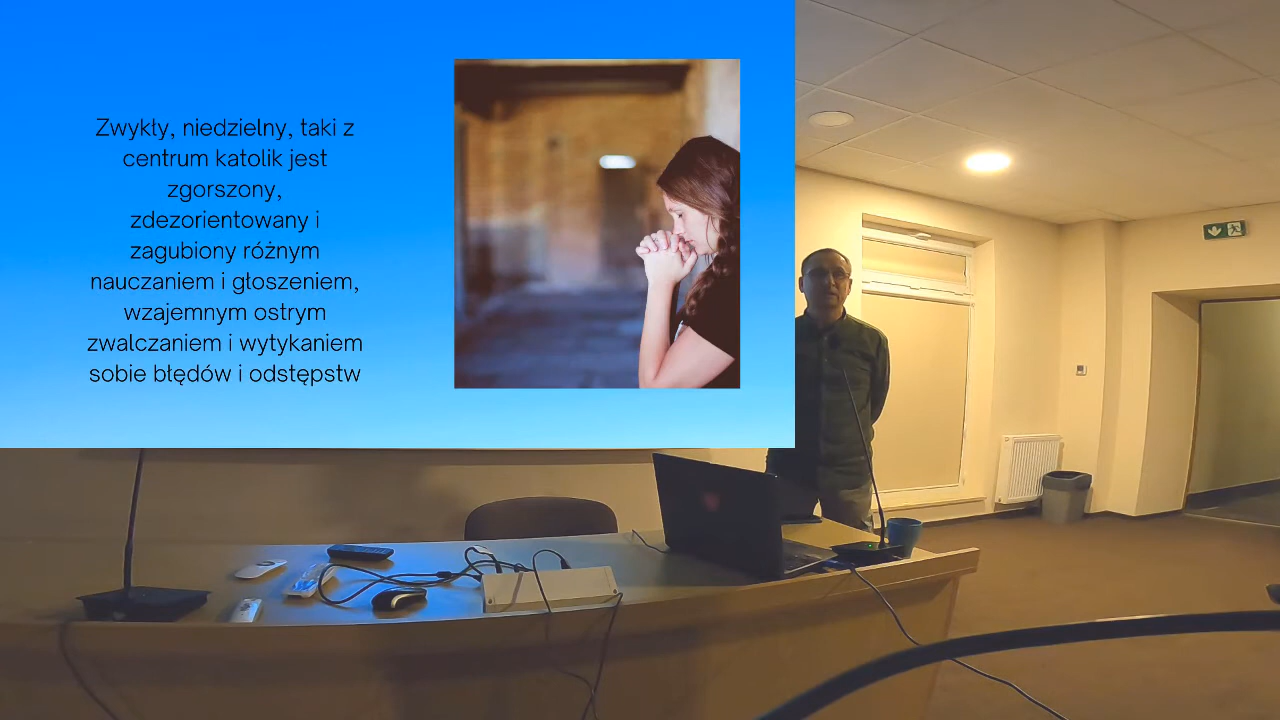 Zwykły, niedzielny, taki z
centrum katolik jest
zgorszony,
zdezorientowany i
zagubiony różnym
nauczaniem i głoszeniem,
wzajemnym ostrym
zwalczaniem i wytykaniem
sobie błędów i odstępstw